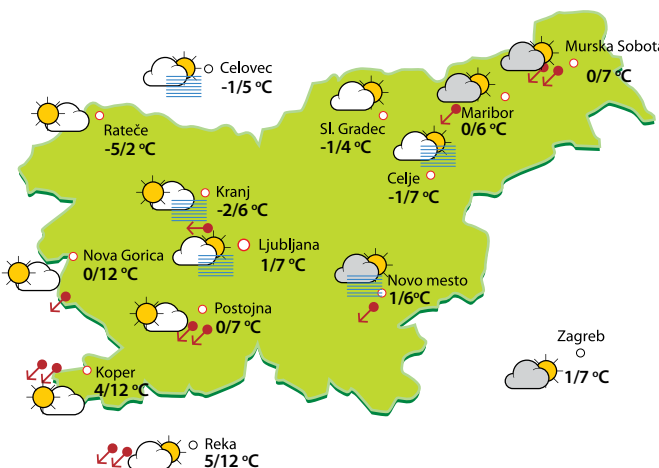 Celovec
-1/5 °C
Murska Sobota
0/7 °C
Rateče
-5/2 °C
Sl. Gradec
-1/4 °C
Maribor
0/6 °C
Celje
-1/7 °C
Kranj
-2/6 °C
Ljubljana
1/7 °C
Nova Gorica
0/12 °C
Novo mesto
1/6°C
Postojna
0/7 °C
Zagreb
1/7 °C
Koper
4/12 °C
Reka
5/12 °C